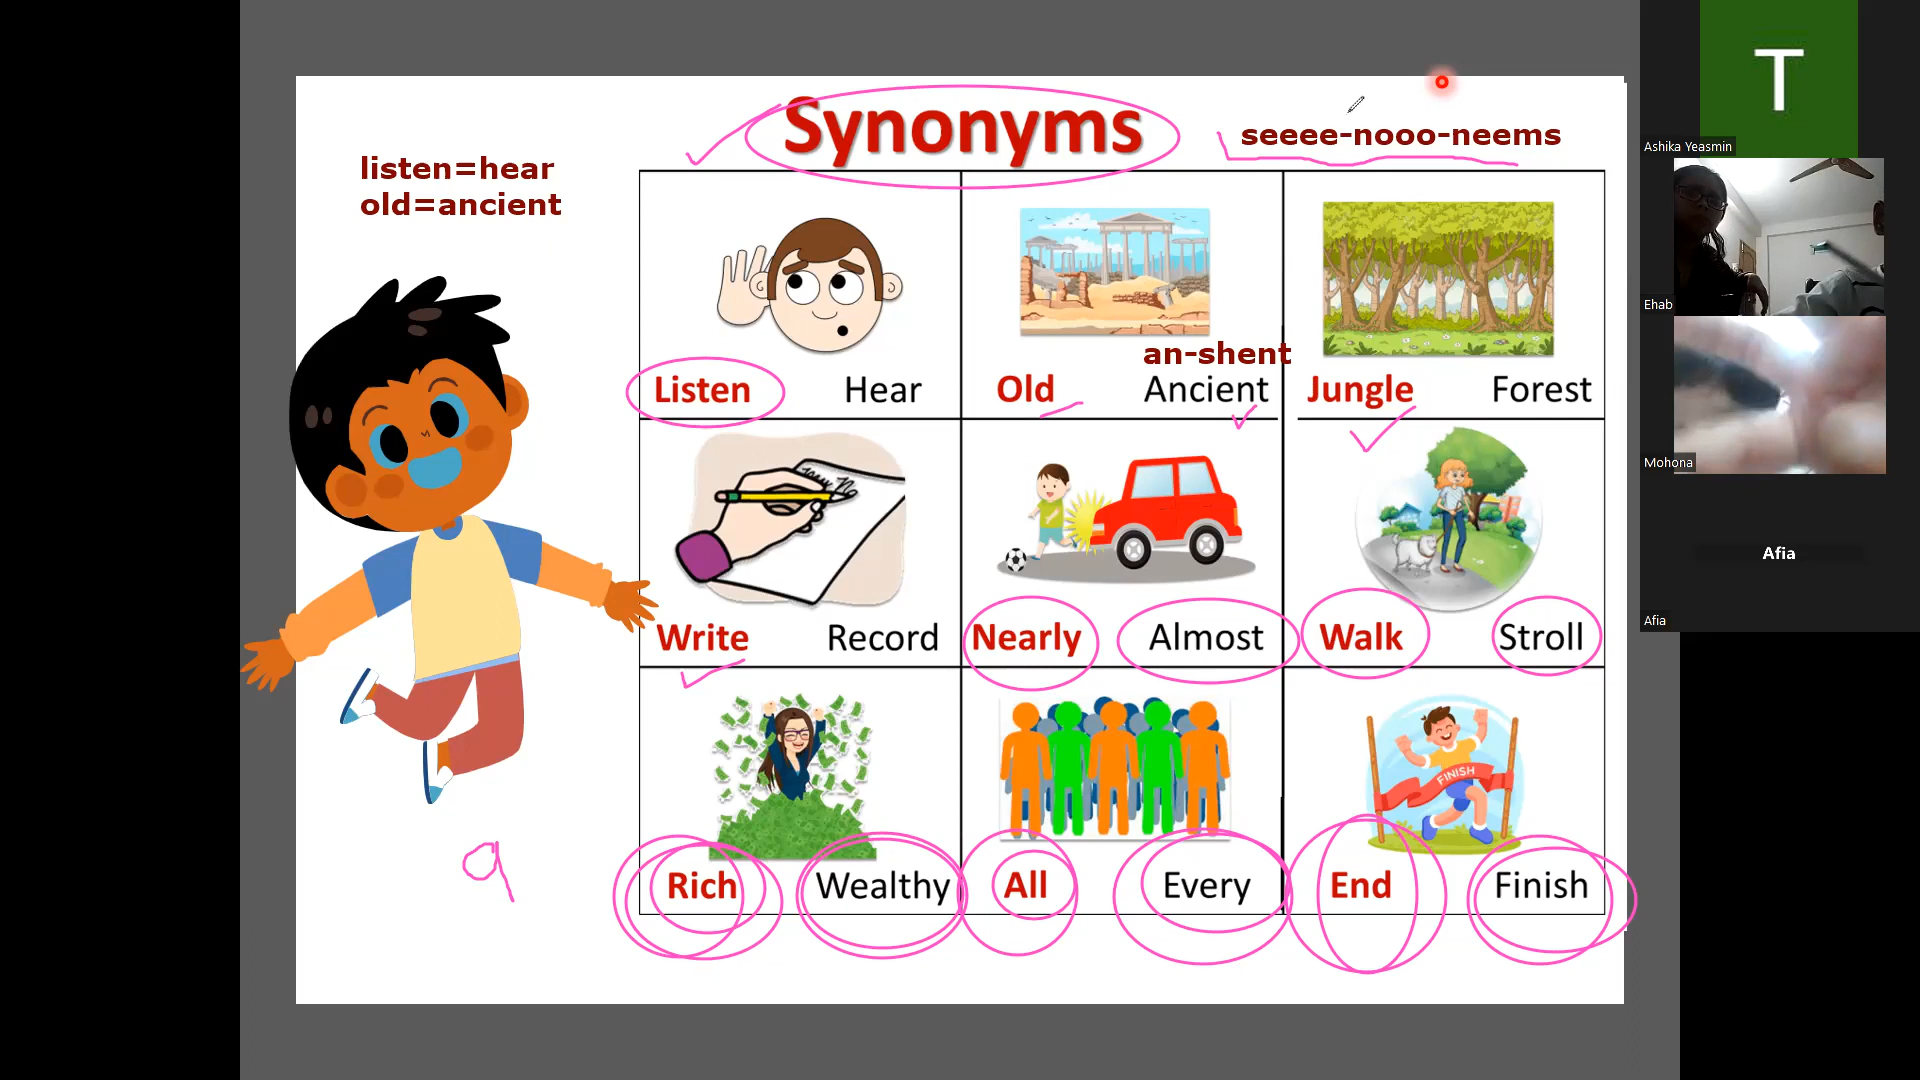 Synonyms
seeee-nooo-neems
listen=hear
old=ancient
an-shent
Listen Hear Old Ancient Jungle Forest
Write Record Nearly Almost Walk Stroll
FINISH
Rich Wealthy All Every End Finish
a
T
Ashika Yeasmin
Ehab
Mohona
Afia
Afia